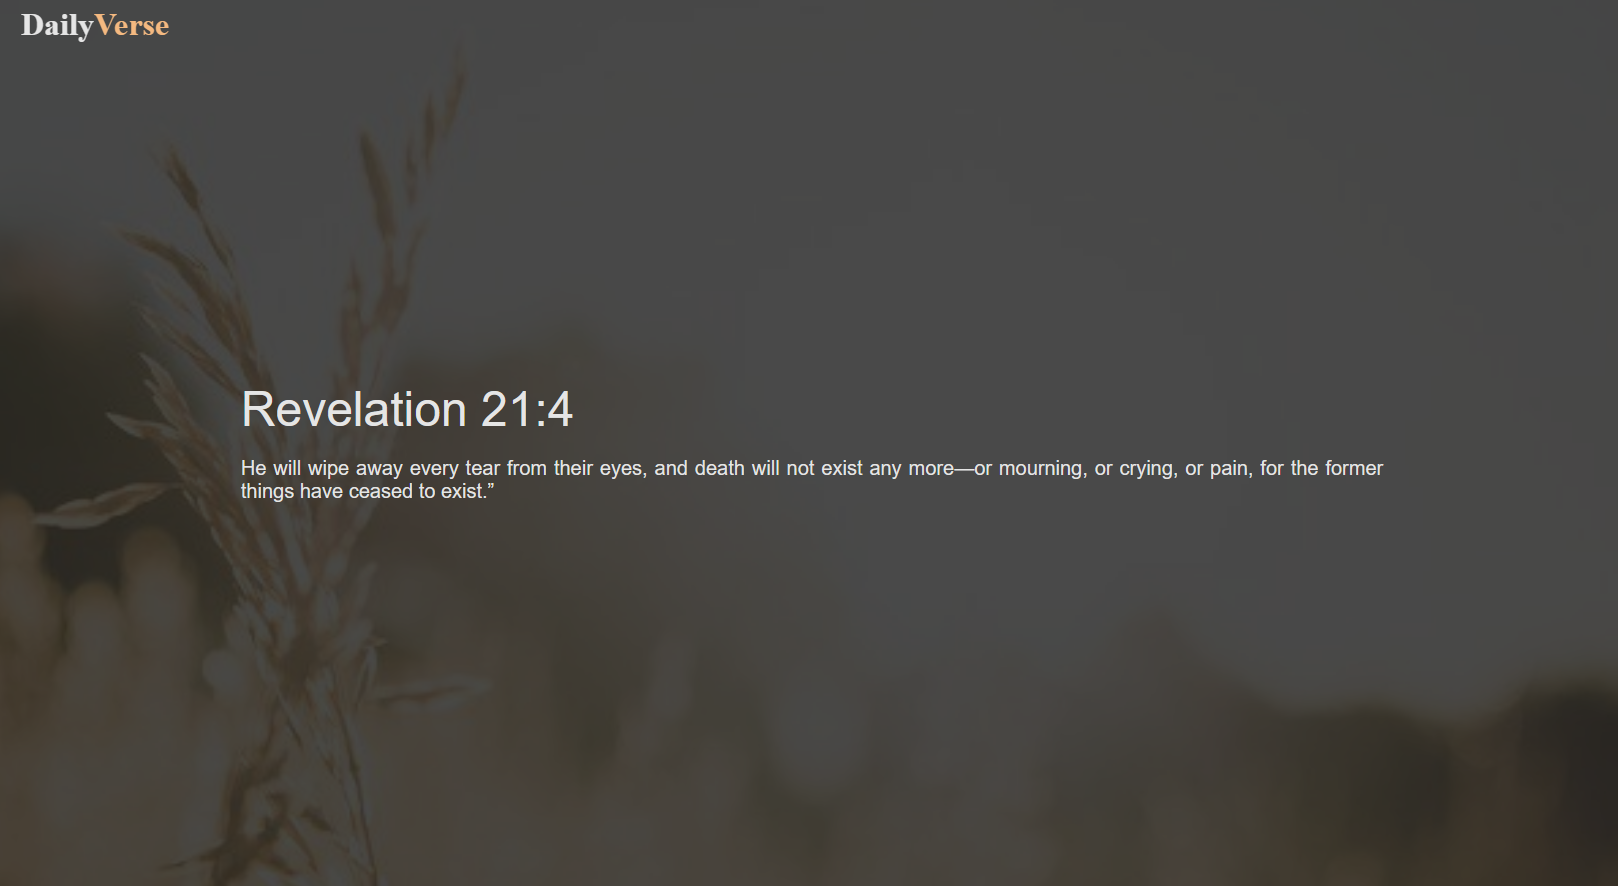 DailyVerse
Revelation 21:4
He will wipe away every tear from their eyes, and death will not exist any more—or mourning, or crying, or pain, for the former
things have ceased to exist.”